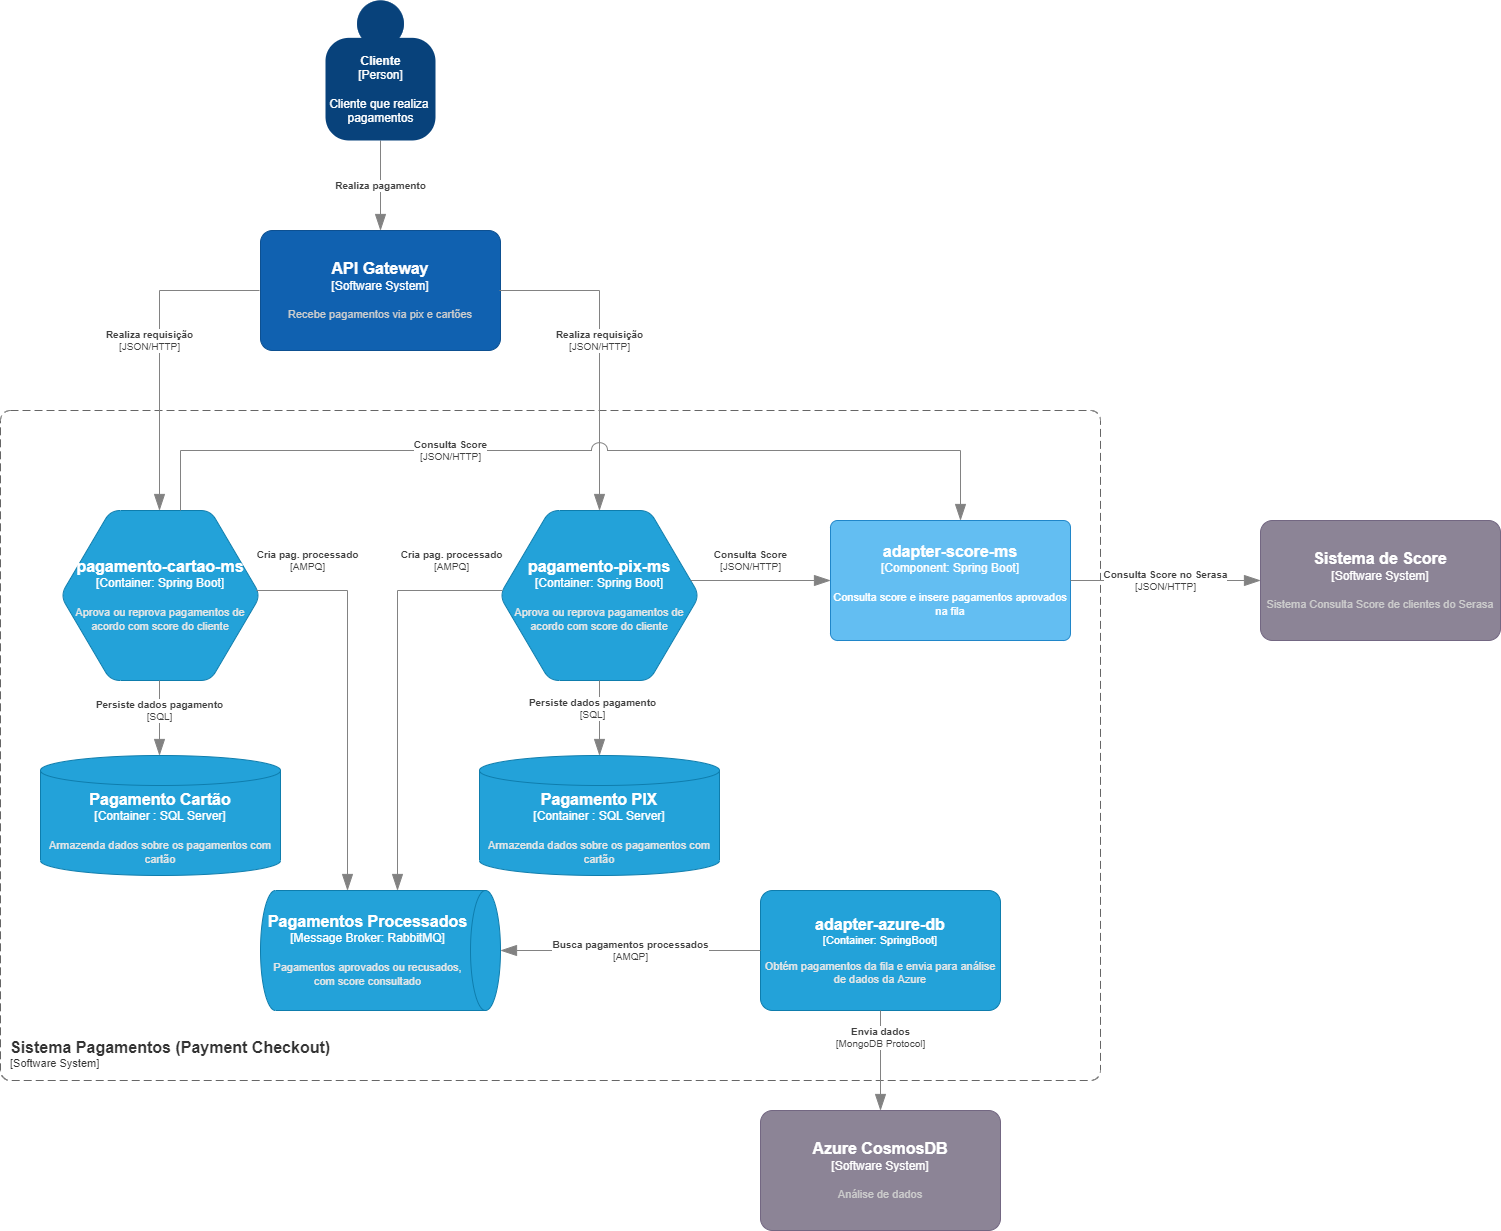 Cliente
[Person]
Cliente que realiza
pagamentos
Realiza pagamento
API Gateway
[Software System]
Recebe pagamentos via pix e cartões
Realiza requisição
[JSON/HTTP]
Realiza requisição
[JSON/HTTP]
Consulta Score
[JSON/HTTP]
pagamento-cartao-ms
[Container: Spring Boot]
Aprova ou reprova pagamentos de
acordo com score do cliente
Cria pag. processado
[AMPQ]
Cria pag. processado
[AMPQ]
pagamento-pix-ms
[Container: Spring Boot]
Aprova ou reprova pagamentos de
acordo com score do cliente
Consulta Score
[JSON/HTTP]
adapter-score-ms
[Component: Spring Boot]
Consulta score e insere pagamentos aprovados
na fila
Consulta Score no Serasa
[JSON/HTTP]
Sistema de Score
[Software System]
Sistema Consulta Score de clientes do Serasa
Persiste dados pagamento
[SQL]
Persiste dados pagamento
[SQL]
Pagamento Cartão
[Container : SQL Server]
Armazenda dados sobre os pagamentos com
cartão
Pagamento PIX
[Container : SQL Server]
Armazenda dados sobre os pagamentos com
cartão
Pagamentos Processados
[Message Broker: RabbitMQ]
Pagamentos aprovados ou recusados,
com score consultado
Busca pagamentos processados
[AMQP]
adapter-azure-db
[Container: SpringBoot]
Obtém pagamentos da fila e envia para análise
de dados da Azure
Envia dados
[MongoDB Protocol]
Sistema Pagamentos (Payment Checkout)
[Software System]
Azure CosmosDB
[Software System]
Análise de dados